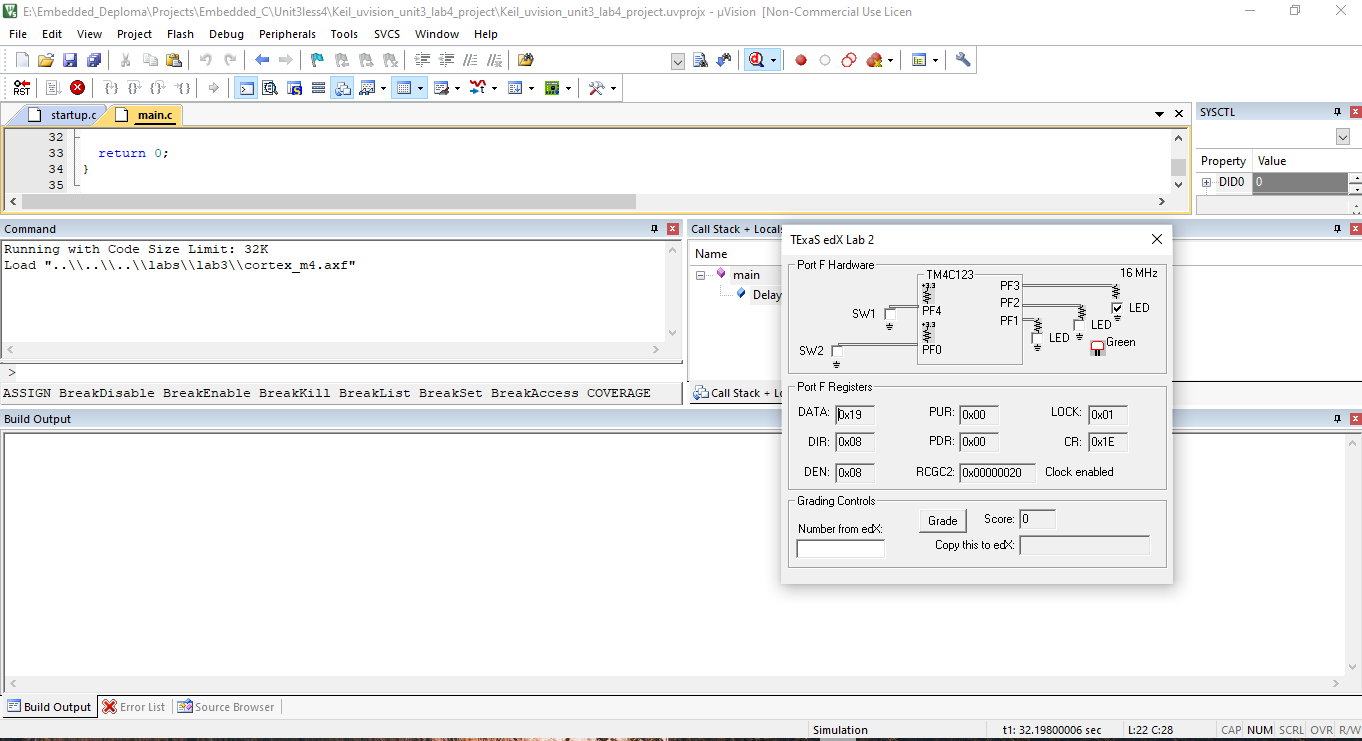 E:\Embedded_Deploma\Projects\Embedded_C\Unit3less4\Keil_uvision_unit3_lab4_project\Keil_uvision_unit3_lab4_project.uvprojx - µVision [Non-Commercial Use Licen
File Edit View Project Flash Debug Peripherals Tools SVCS Window Help
RST
startup.c main.c
32
33 return 0;
34 }
35
SYSCTL
Property Value
DID0 0
Command
Running with Code Size Limit: 32K
Load "..\\..\\..\\labs\\lab3\\cortex_m4.axf"
>
ASSIGN BreakDisable BreakEnable BreakKill BreakList BreakSet BreakAccess COVERAGE
Call Stack + Locals
Name
main
Delay
Call Stack + Lo
TExaS edX Lab 2
Port F Hardware
TM4C123
16 MHz
+3.3
PF4
+3.3
PF0
PF3
PF2
PF1
SW1
SW2
LED
LED
LED
Green
Port F Registers
DATA: 0x19 PUR: 0x00 LOCK: 0x01
DIR: 0x08 PDR: 0x00 CR: 0x1E
DEN: 0x08 RCGC2: 0x00000020 Clock enabled
Grading Controls
Number from edX:
Grade Score: 0
Copy this to edX:
Build Output
Build Output Error List Source Browser
Simulation t1: 32.19800006 sec L:22 C:28 CAP NUM SCRL OVR R/W